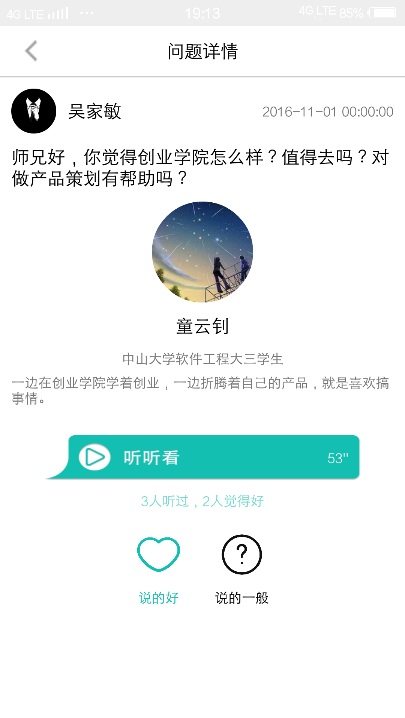 4G LTE
19:13
4G LTE 85%
问题详情
吴家敏
2016-11-01 00:00:00
师兄好，你觉得创业学院怎么样？值得去吗？对
做产品策划有帮助吗？
童云钊
中山大学软件工程大三学生
一边在创业学院学着创业，一边折腾着自己的产品，就是喜欢搞
事情。
听听看
53"
3人听过，2人觉得好
?
说的好
说的一般